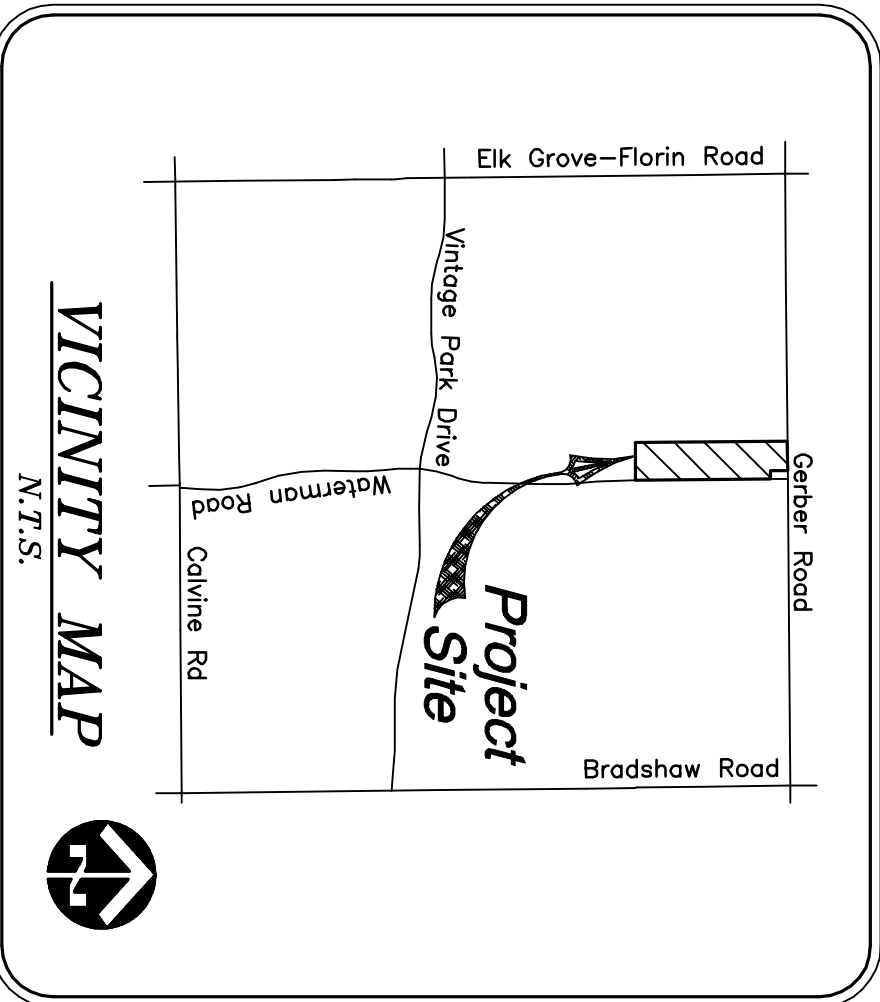 Elk Grove–Florin Road
Vintage Park Drive
Gerber Road
Waterman Road
Calvine Rd
Project
Site
Bradshaw Road
VICINITY MAP
N.T.S.
N